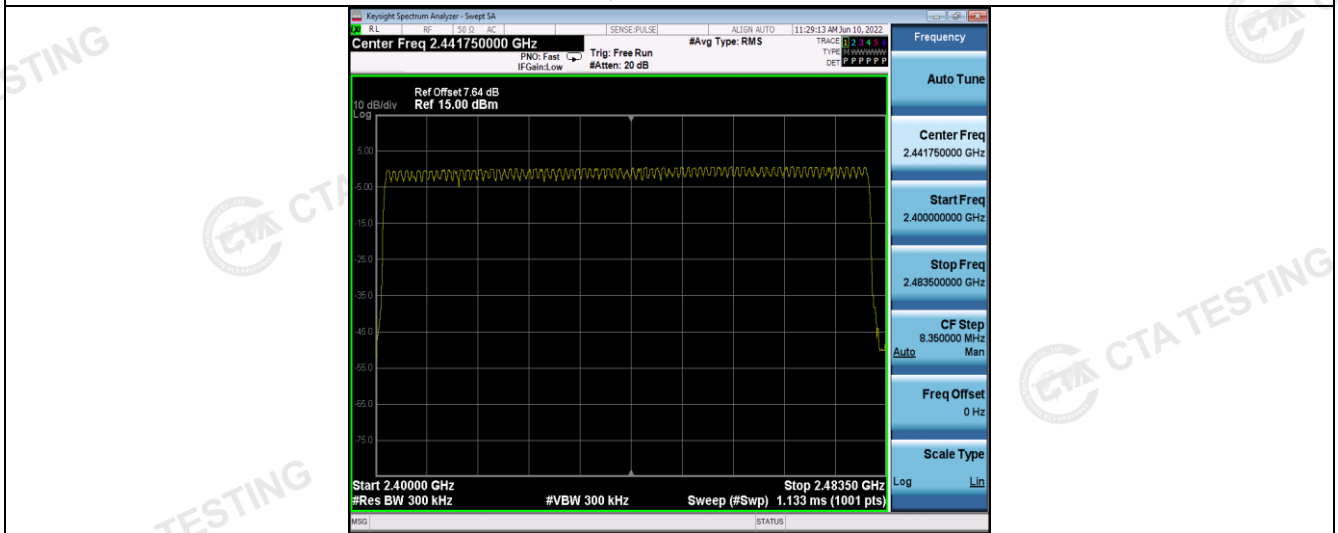 Keysight Spectrum Analyzer - Swept SA
RL RF 50 Ω AC SENSE:PULSE ALIGN AUTO 11:29:13 AM Jun 10, 2022
Center Freq 2.441750000 GHz
PNO: Fast
IFGain:Low
Trig: Free Run
#Atten: 20 dB
#Avg Type: RMS
TRACE 1 2 3 4 5 6
TYPE M WWWWW
DET P P P P P P
Ref Offset 7.64 dB
10 dB/div Ref 15.00 dBm
Log
5.00
-5.00
-15.0
-25.0
-35.0
-45.0
-55.0
-65.0
-75.0
Start 2.40000 GHz Stop 2.48350 GHz
#Res BW 300 kHz #VBW 300 kHz Sweep (#Swp) 1.133 ms (1001 pts)
MSG STATUS
Frequency
Auto Tune
Center Freq
2.441750000 GHz
Start Freq
2.400000000 GHz
Stop Freq
2.483500000 GHz
CF Step
8.350000 MHz
Auto Man
Freq Offset
0 Hz
Scale Type
Log Lin
STING
CTA
CTA TESTING
TESTING